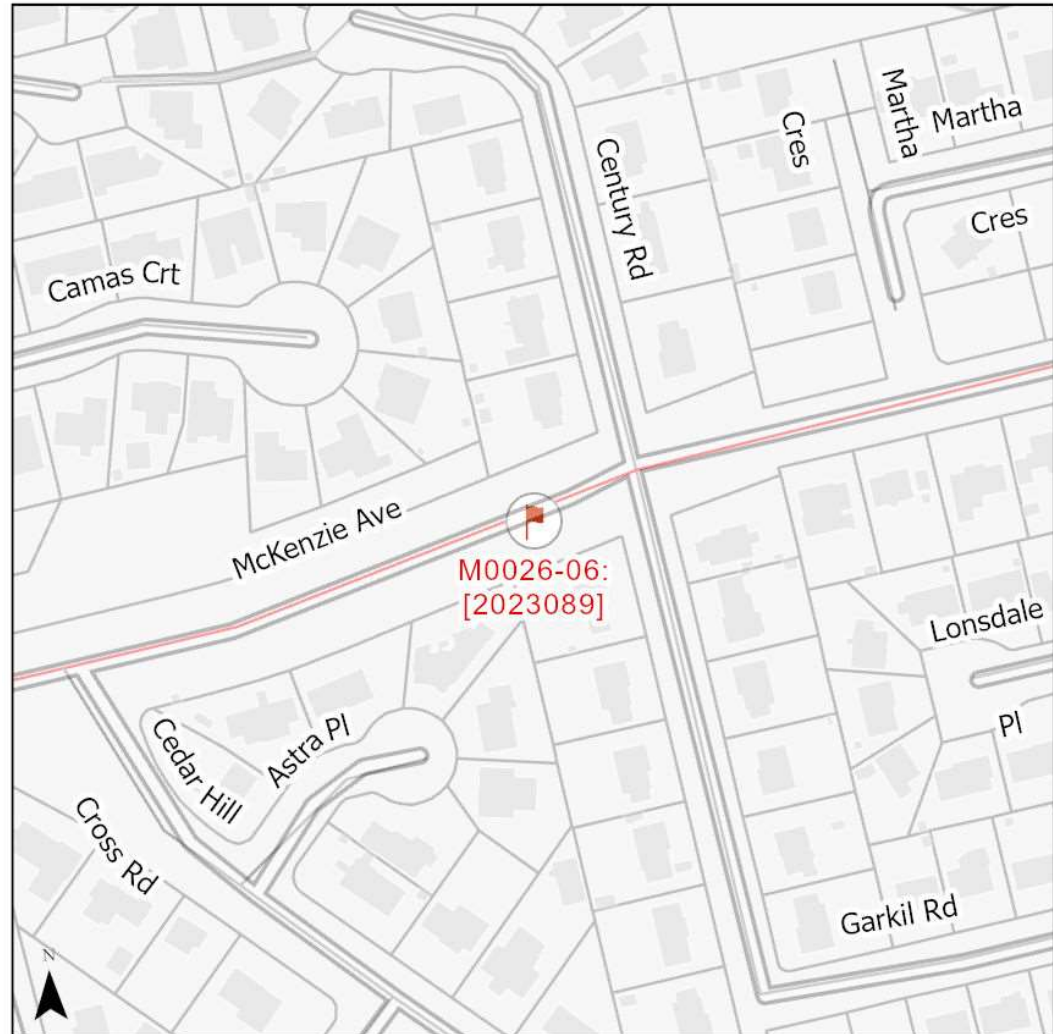 Martha
Martha
Cres
Century Rd
Cres
Camas Crt
McKenzie Ave
M0026-06:
[2023089]
Lonsdale
Pl
Astra Pl
Cedar Hill
Cross Rd
Garkil Rd
N